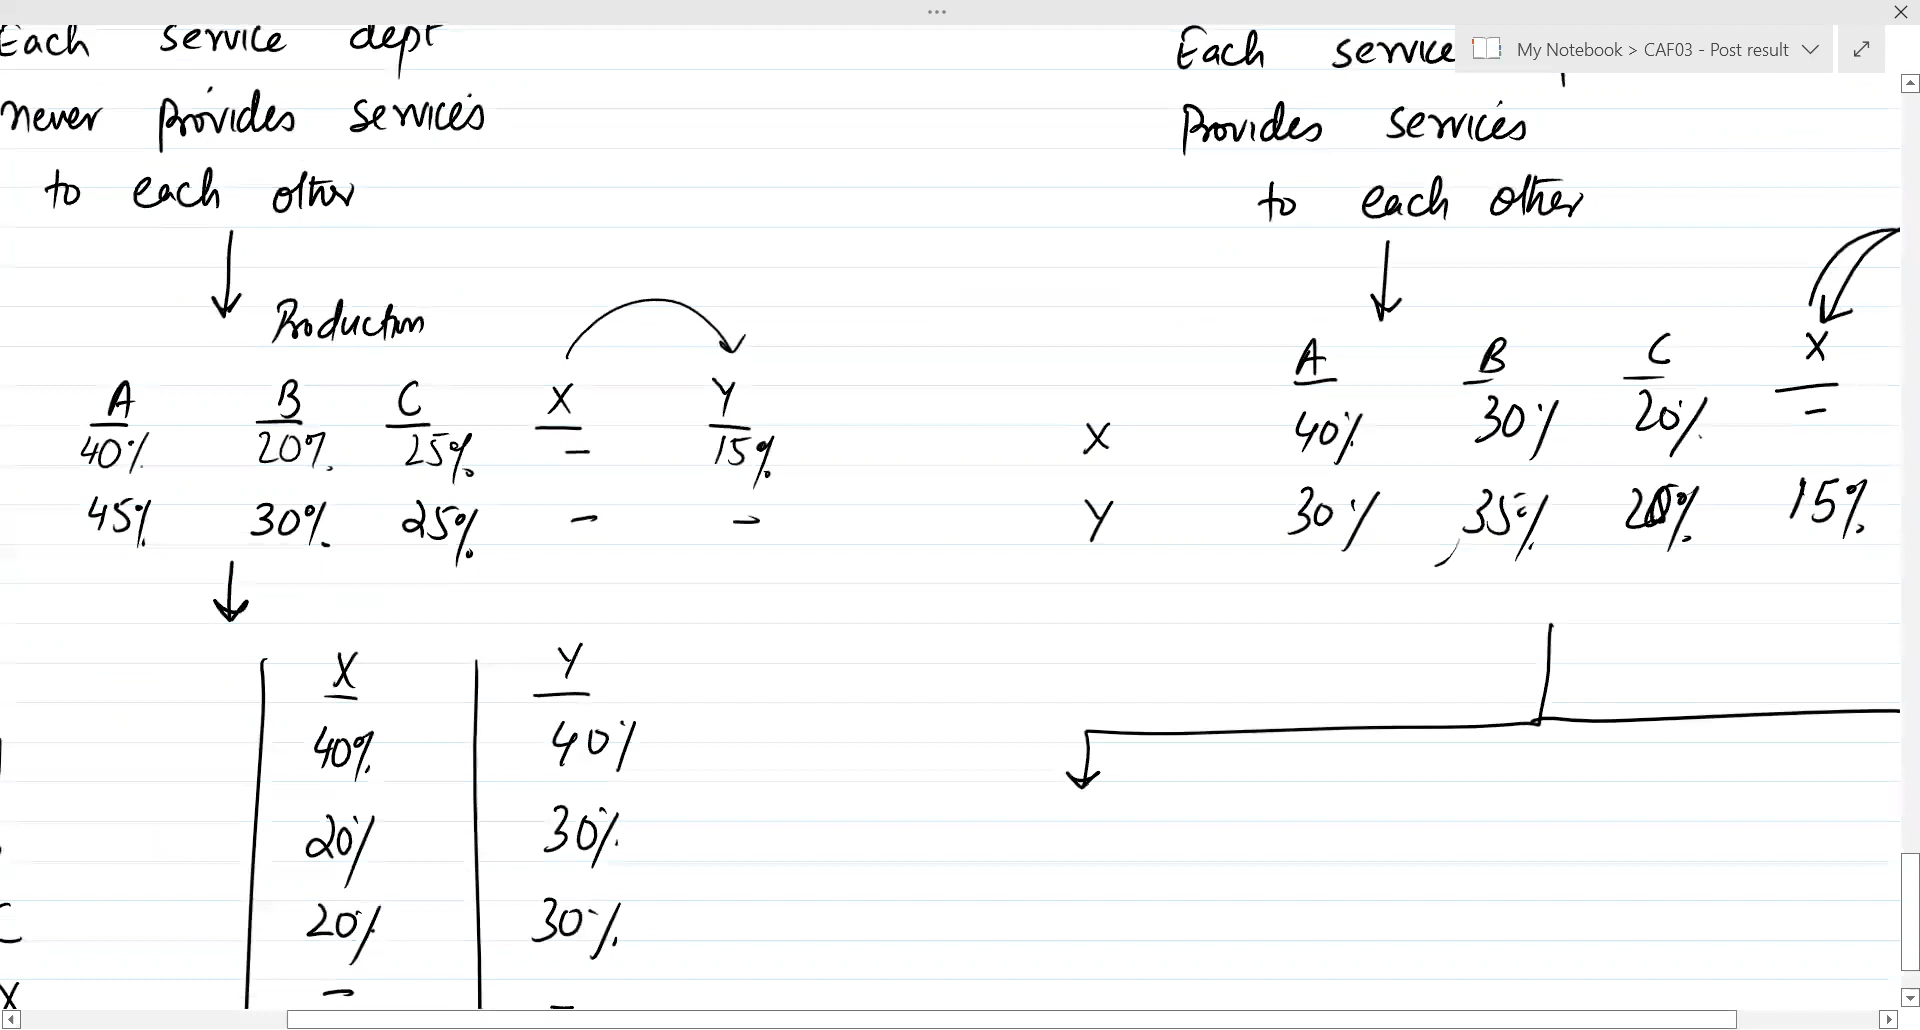 My Notebook > CAF03 - Post result
Each service dept
never provides services
to each other
Production
A B C X Y
40% 20% 25% - 15%
45% 30% 25% - -
X Y
40% 40%
20% 30%
C 20% 30%
X - -
Each service
Provides services
to each other
A B C X
X 40% 30% 20% -
Y 30% 35% 20% 15%